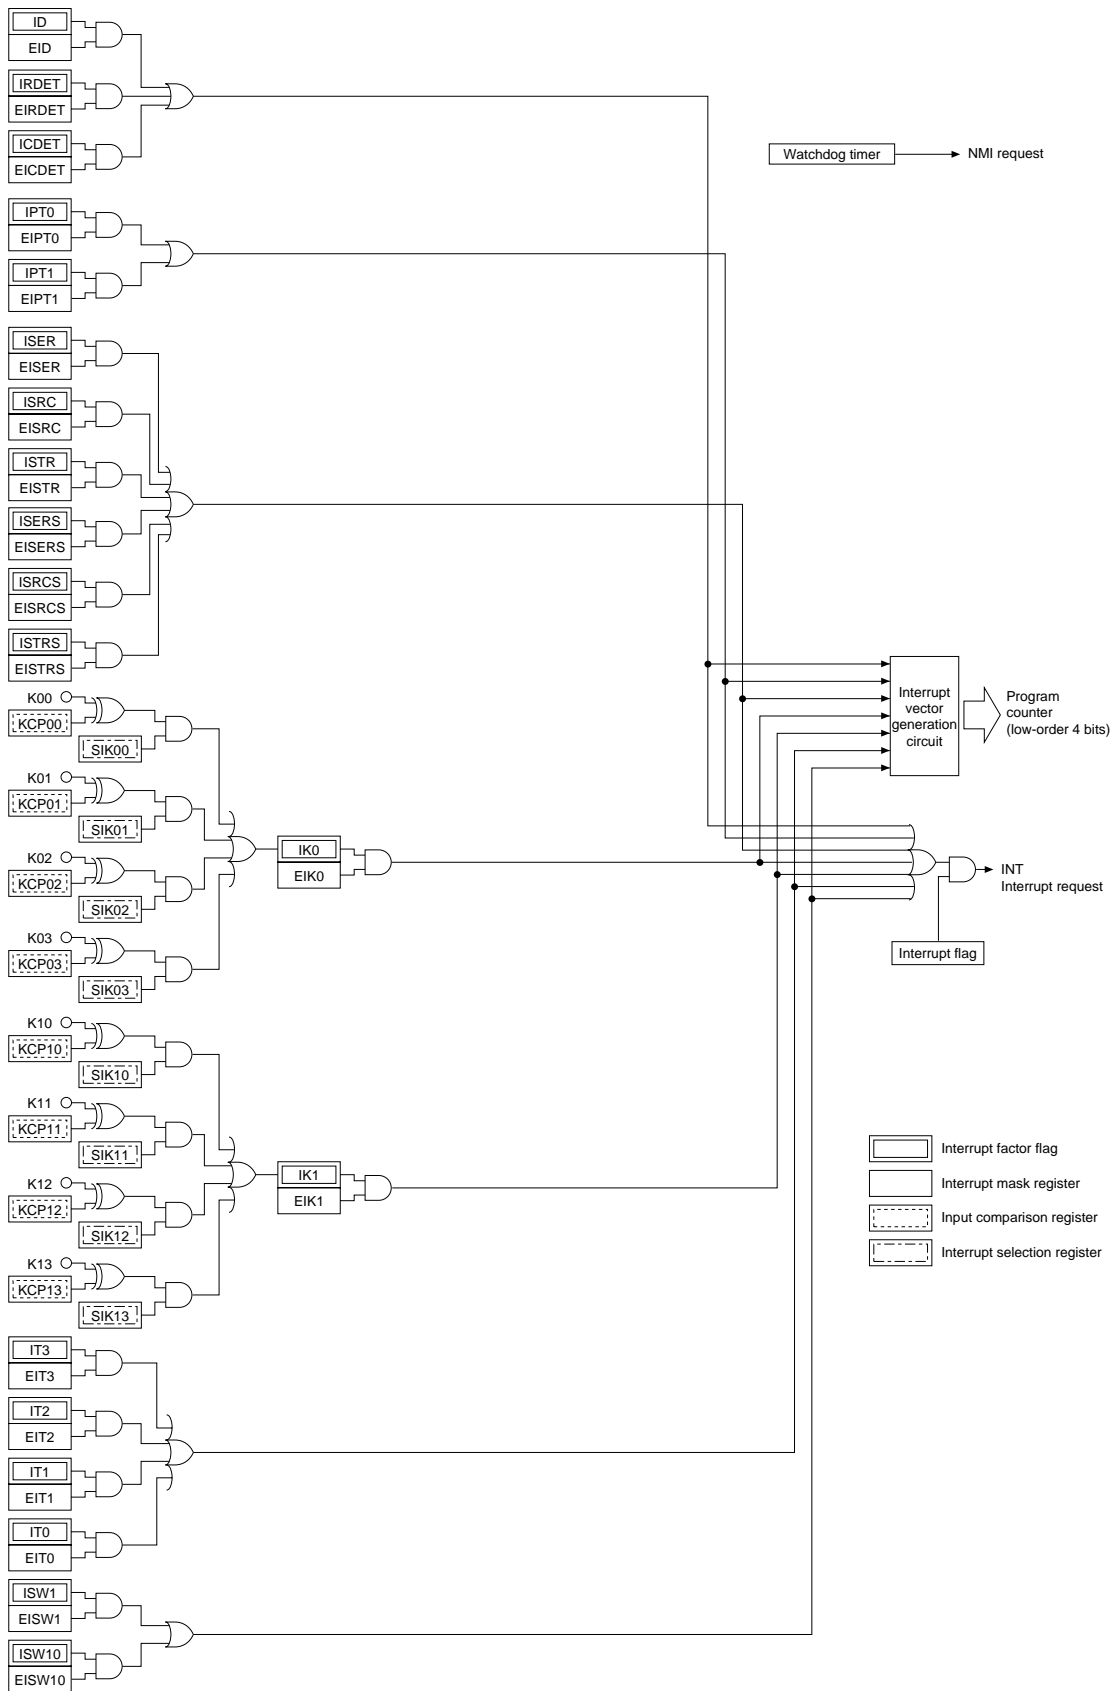 ID
EID
IRDET
EIRDET
ICDET
EICDET
Watchdog timer
NMI request
IPT0
EIPT0
IPT1
EIPT1
ISER
EISER
ISRC
EISRC
ISTR
EISTR
ISERS
EISERS
ISRCS
EISRCS
ISTRS
EISTRS
K00
KCP00
SIK00
K01
KCP01
SIK01
K02
KCP02
SIK02
K03
KCP03
SIK03
IK0
EIK0
Interrupt
vector
generation
circuit
Program
counter
(low-order 4 bits)
INT
Interrupt request
Interrupt flag
K10
KCP10
SIK10
K11
KCP11
SIK11
K12
KCP12
SIK12
K13
KCP13
SIK13
IK1
EIK1
Interrupt factor flag
Interrupt mask register
Input comparison register
Interrupt selection register
IT3
EIT3
IT2
EIT2
IT1
EIT1
IT0
EIT0
ISW1
EISW1
ISW10
EISW10